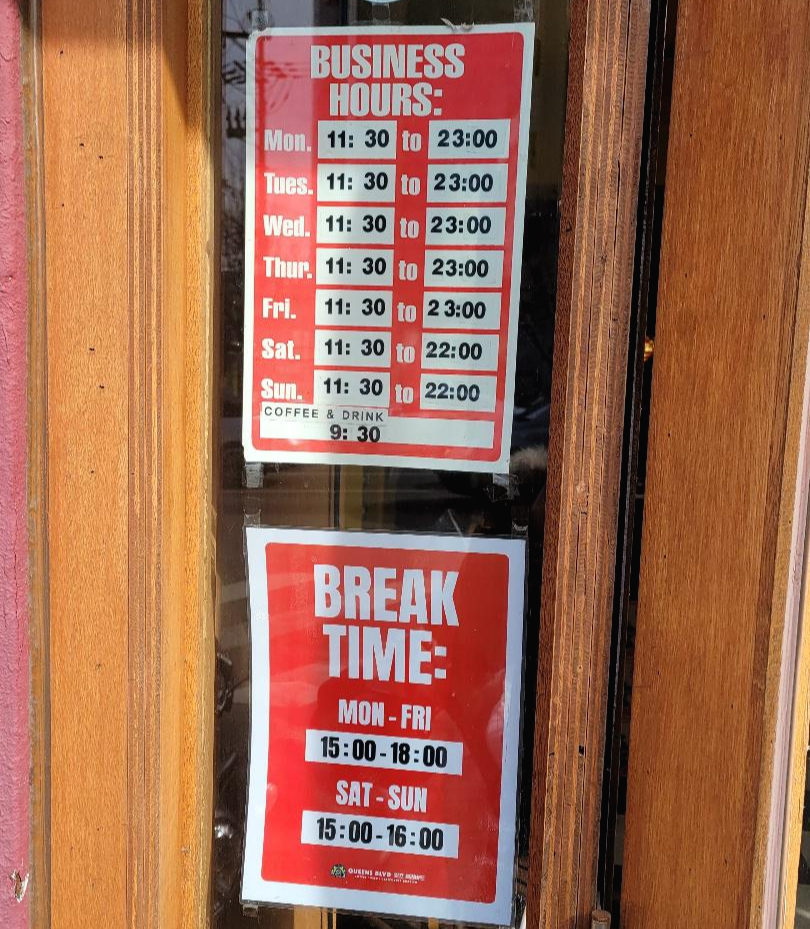 BUSINESS
HOURS:
Mon. 11: 30 to 23:00
Tues. 11: 30 to 23:00
Wed. 11: 30 to 23:00
Thur. 11: 30 to 23:00
Fri. 11: 30 to 23:00
Sat. 11: 30 to 22:00
Sun. 11: 30 to 22:00
COFFEE & DRINK
9: 30
BREAK
TIME:
MON - FRI
15:00 - 18:00
SAT - SUN
15:00 - 16:00
QUEENS BLVD